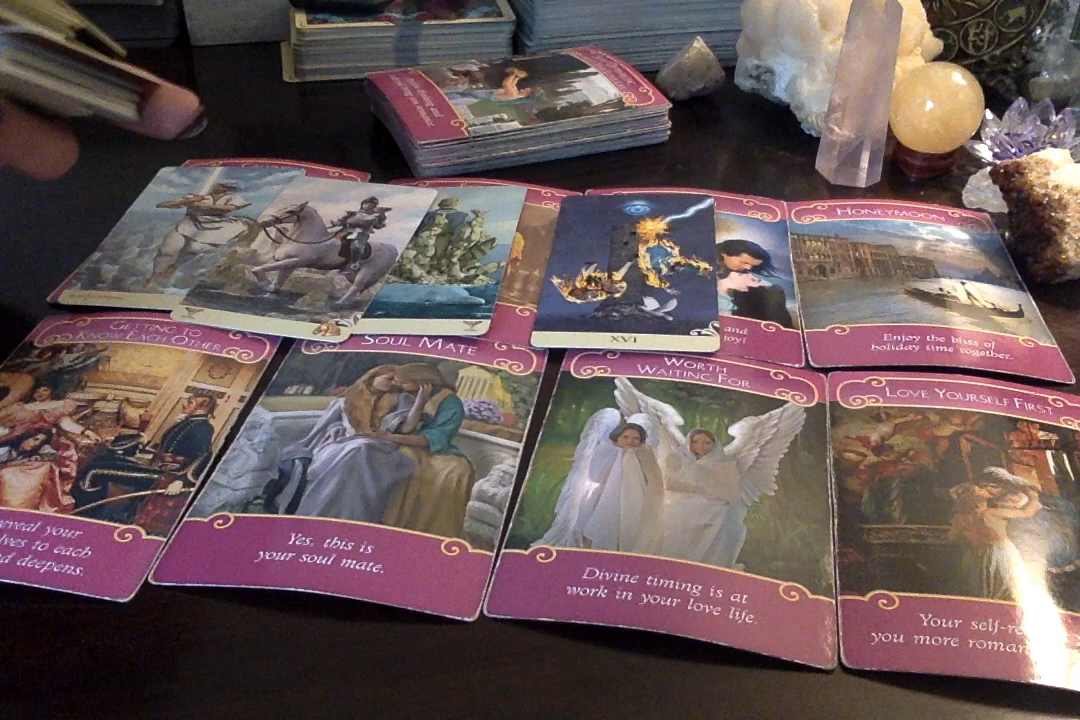 HONEYMOON
and
joy!
Enjoy the bliss of
holiday time together.
XVI
GETTING TO
KNOW EACH OTHER
eveal your
lves to each
d deepens.
SOUL MATE
Yes, this is
your soul mate.
WORTH
WAITING FOR
Divine timing is at
work in your love life.
LOVE YOURSELF FIRST
Your self-re
you more roman